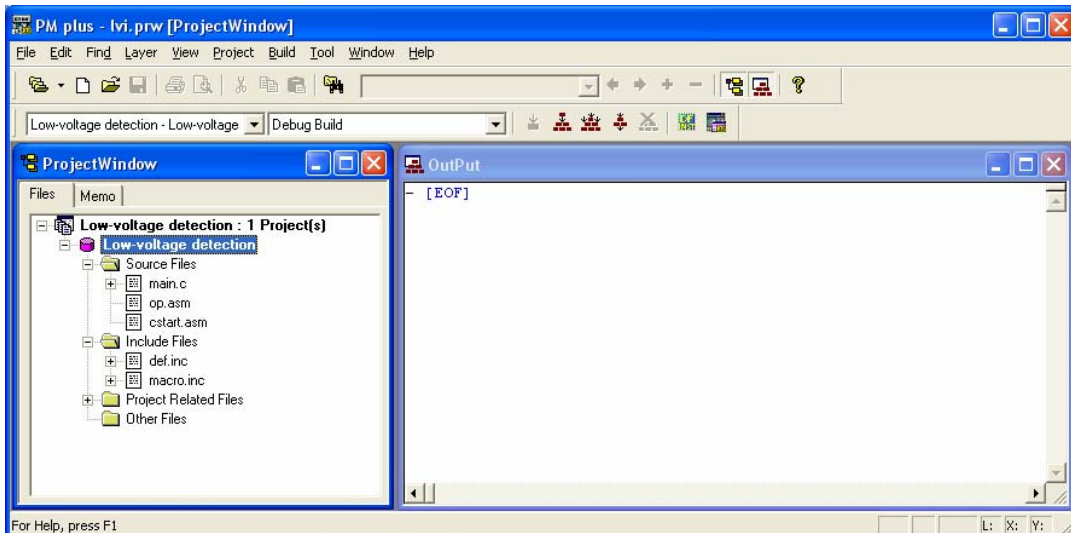 PM plus - lvi.prw [ProjectWindow]
File Edit Find Layer View Project Build Tool Window Help
Low-voltage detection - Low-voltage Debug Build
ProjectWindow
Files Memo
Low-voltage detection : 1 Project(s)
Low-voltage detection
Source Files
main.c
op.asm
cstart.asm
Include Files
def.inc
macro.inc
Project Related Files
Other Files
OutPut
[EOF]
For Help, press F1
L: X: Y: